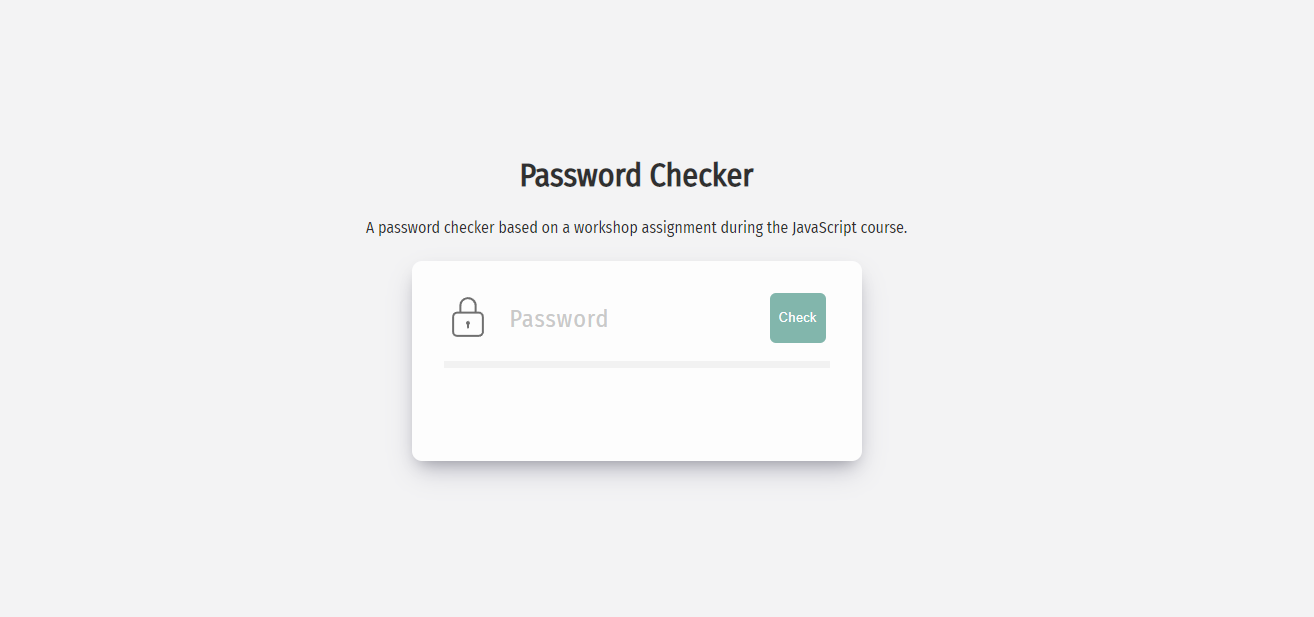 Password Checker
A password checker based on a workshop assignment during the JavaScript course.
Password
Check